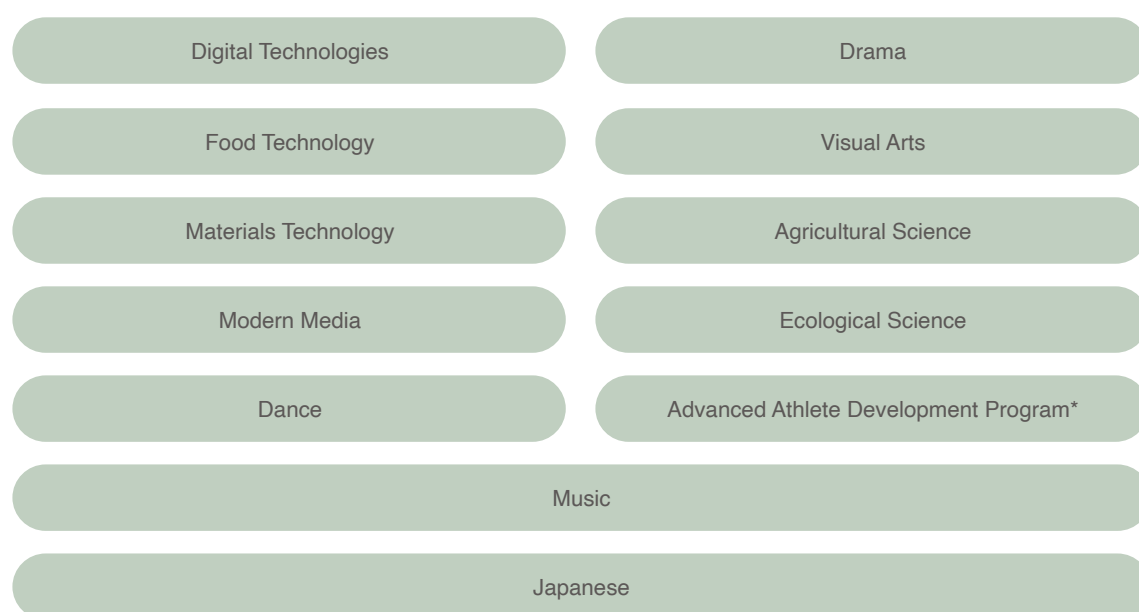 Digital Technologies
Drama
Food Technology
Visual Arts
Materials Technology
Agricultural Science
Modern Media
Ecological Science
Dance
Advanced Athlete Development Program*
Music
Japanese